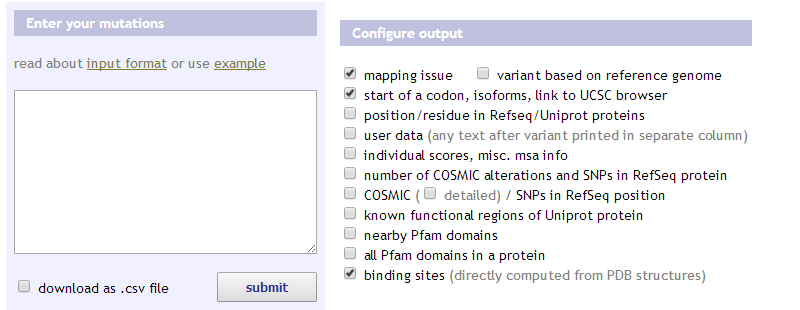 Enter your mutations
read about input format or use example
download as .csv file
submit
Configure output
mapping issue variant based on reference genome
start of a codon, isoforms, link to UCSC browser
position/residue in Refseq/Uniprot proteins
user data (any text after variant printed in separate column)
individual scores, misc. msa info
number of COSMIC alterations and SNPs in RefSeq protein
COSMIC ( detailed) / SNPs in RefSeq position
known functional regions of Uniprot protein
nearby Pfam domains
all Pfam domains in a protein
binding sites (directly computed from PDB structures)